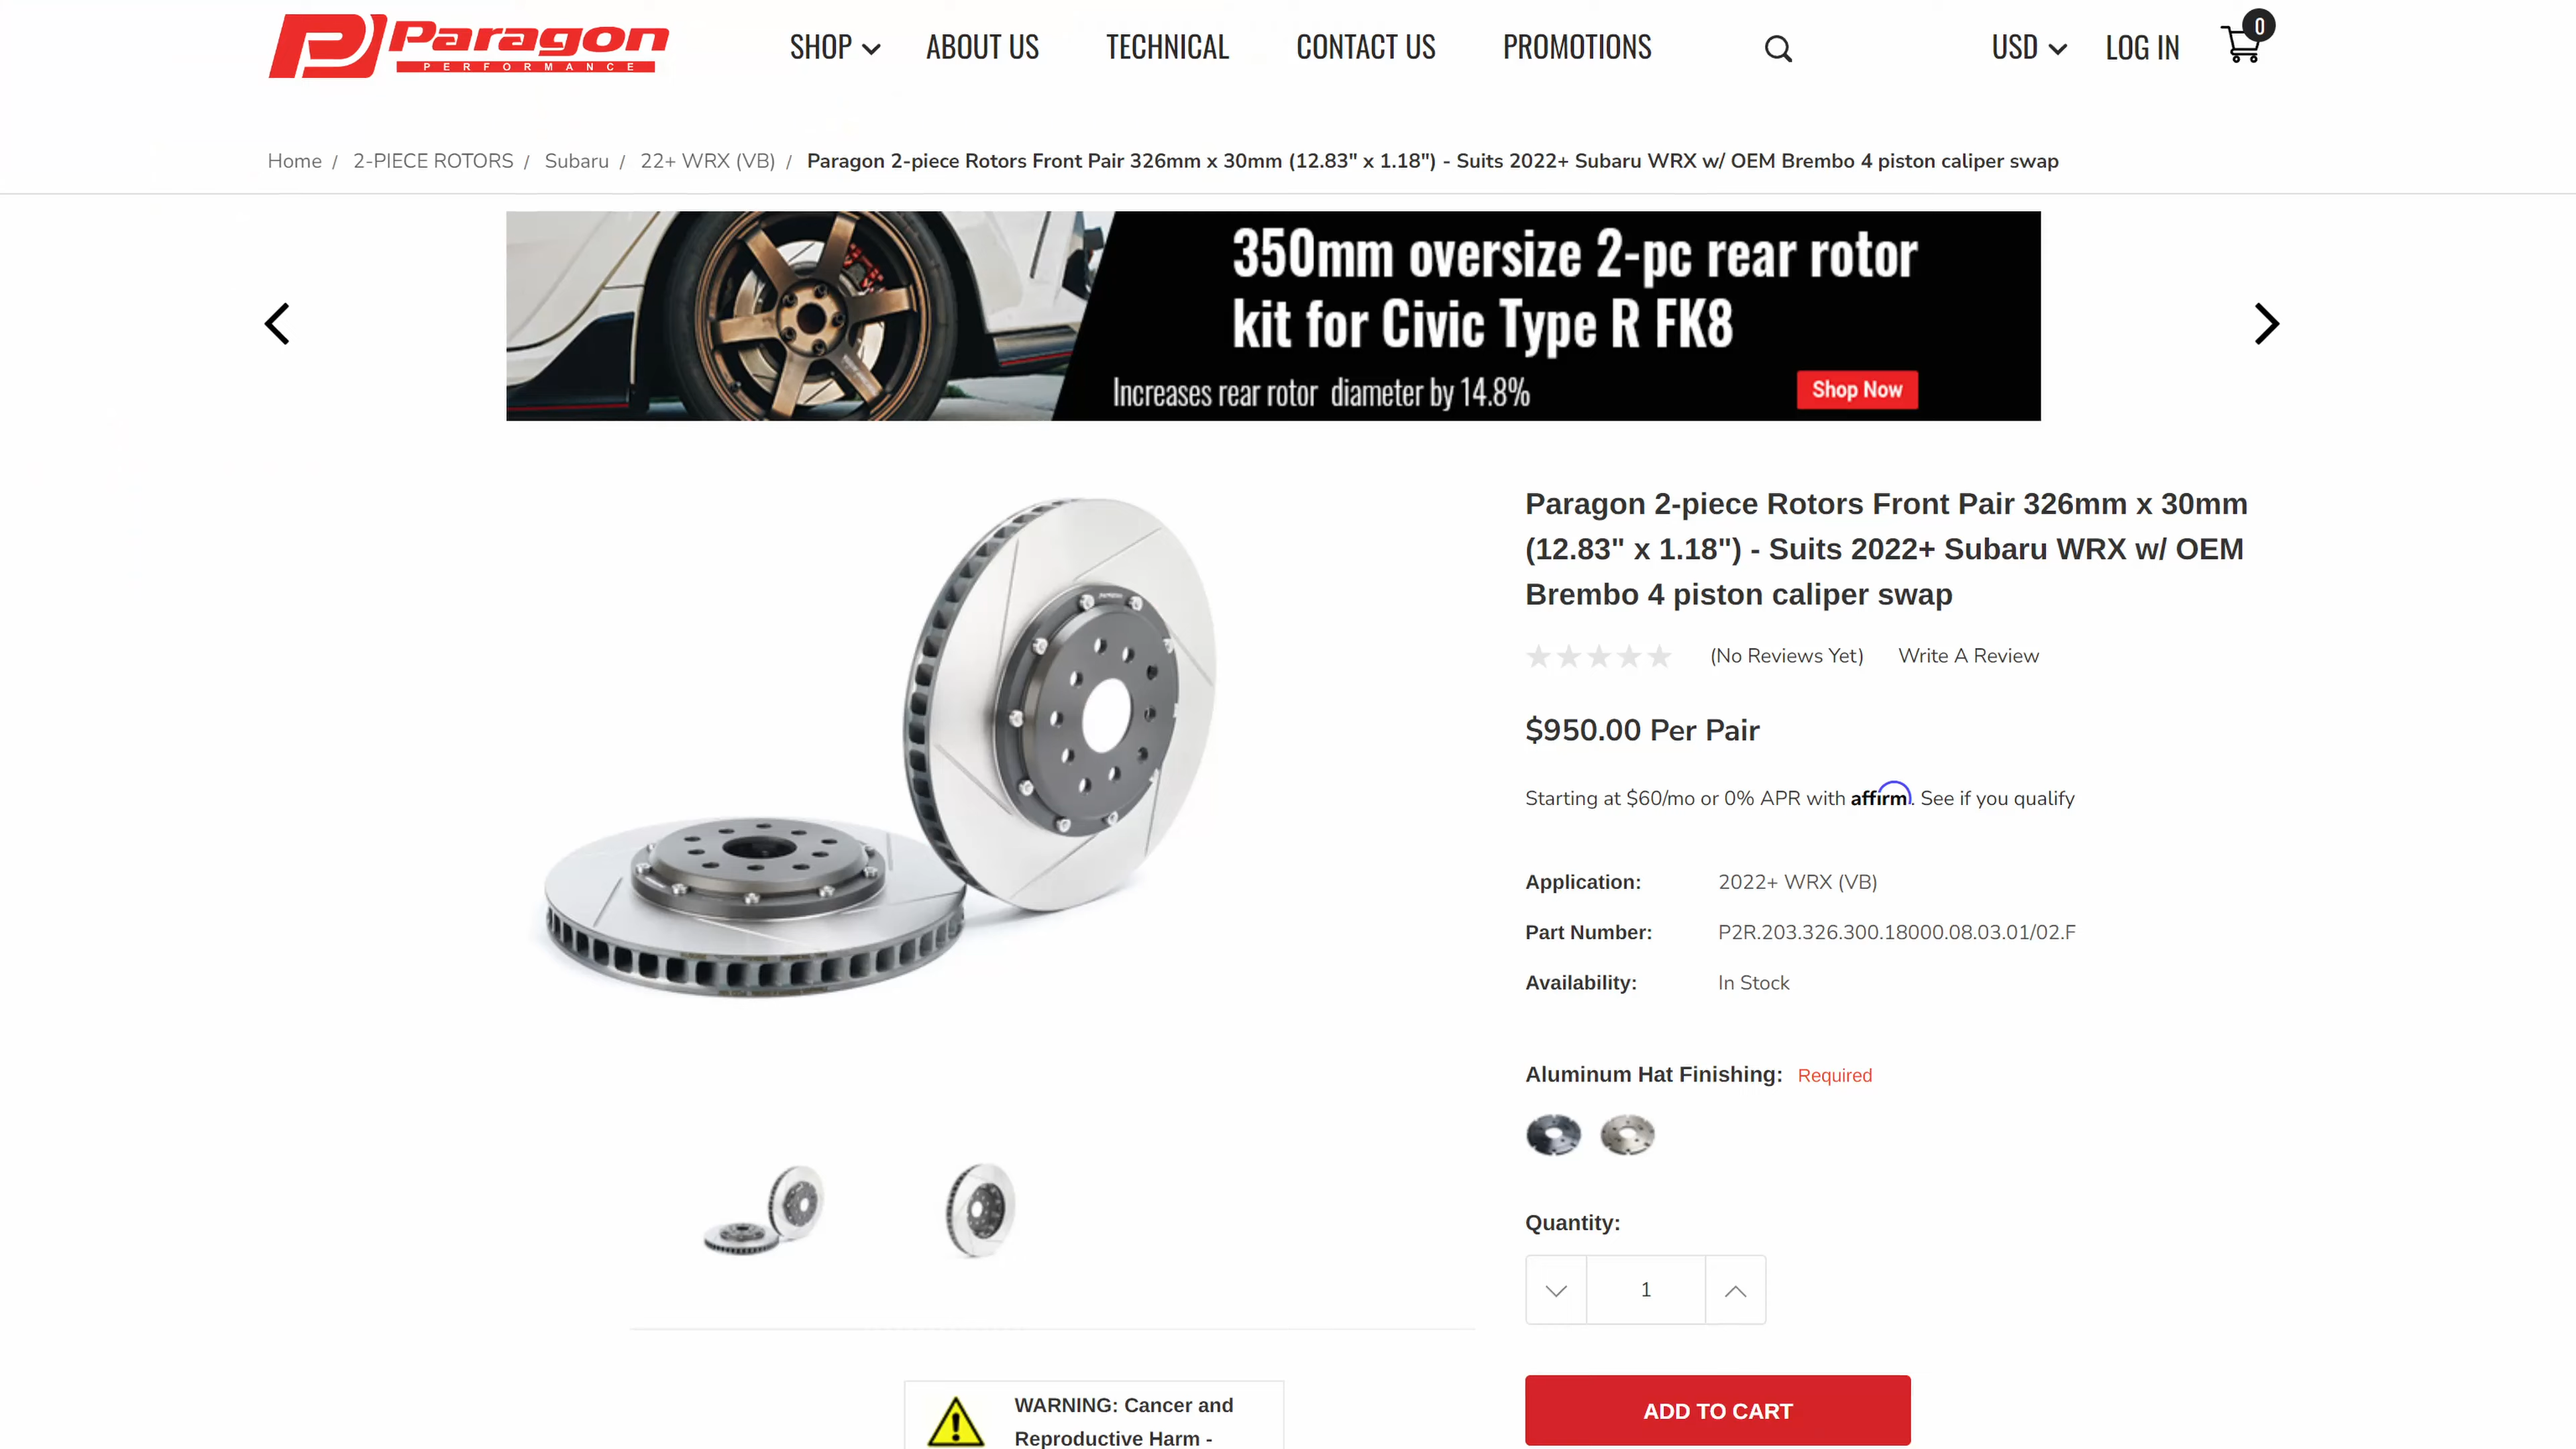 Paragon
PERFORMANCE
SHOP
ABOUT US
TECHNICAL
CONTACT US
PROMOTIONS
USD
LOG IN
0
Home / 2-PIECE ROTORS / Subaru / 22+ WRX (VB) / Paragon 2-piece Rotors Front Pair 326mm x 30mm (12.83" x 1.18") - Suits 2022+ Subaru WRX w/ OEM Brembo 4 piston caliper swap
350mm oversize 2-pc rear rotor
kit for Civic Type R FK8
Increases rear rotor diameter by 14.8%
Shop Now
Paragon 2-piece Rotors Front Pair 326mm x 30mm
(12.83" x 1.18") - Suits 2022+ Subaru WRX w/ OEM
Brembo 4 piston caliper swap
(No Reviews Yet) Write A Review
$950.00 Per Pair
Starting at $60/mo or 0% APR with affirm. See if you qualify
Application: 2022+ WRX (VB)
Part Number: P2R.203.326.300.18000.08.03.01/02.F
Availability: In Stock
Aluminum Hat Finishing: Required
Quantity:
1
ADD TO CART
WARNING: Cancer and
Reproductive Harm -